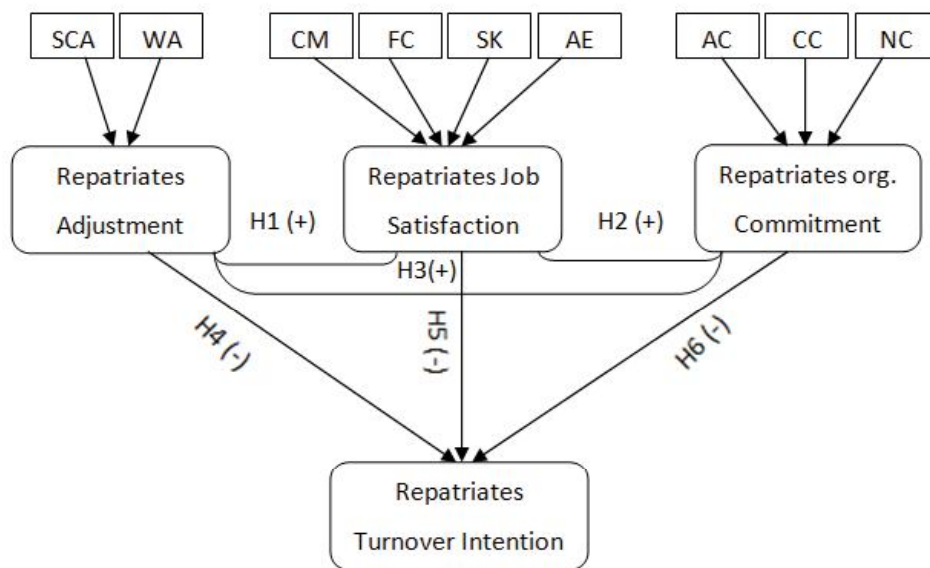 SCA WA CM FC SK AE AC CC NC
Repatriates
Adjustment
Repatriates Job
Satisfaction
Repatriates org.
Commitment
H1 (+)
H2 (+)
H3(+)
H4 (-)
H5 (-)
H6 (-)
Repatriates
Turnover Intention